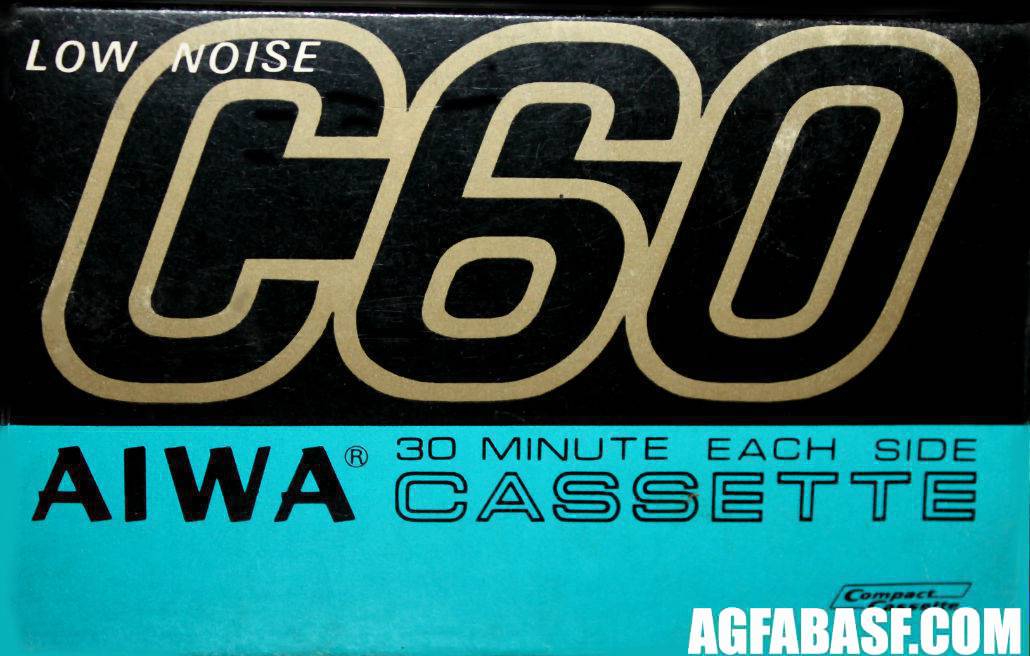 LOW NOISE
C60
AIWA®
30 MINUTE EACH SIDE
CASSETTE
Compact
Cassette
AGFABASF.COM